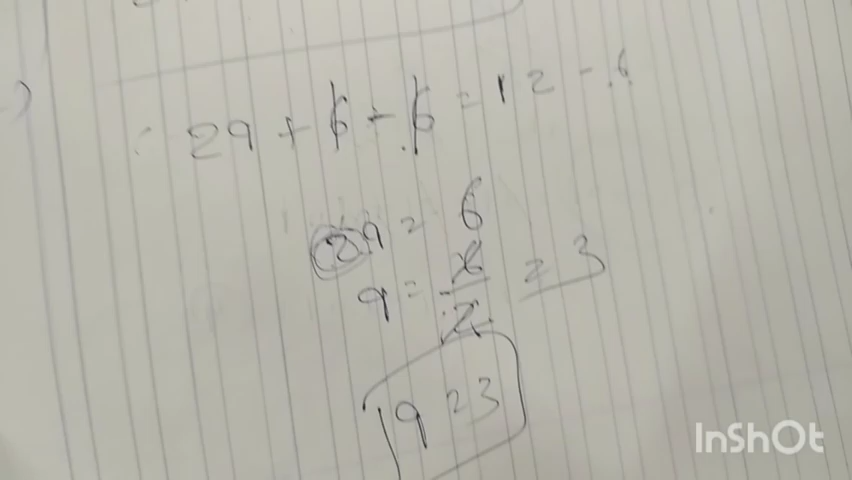 ∴ 2q + 6 - 6 = 12 - 6
2q = 6
q = 6/2 = 3
q = 3
InShOt